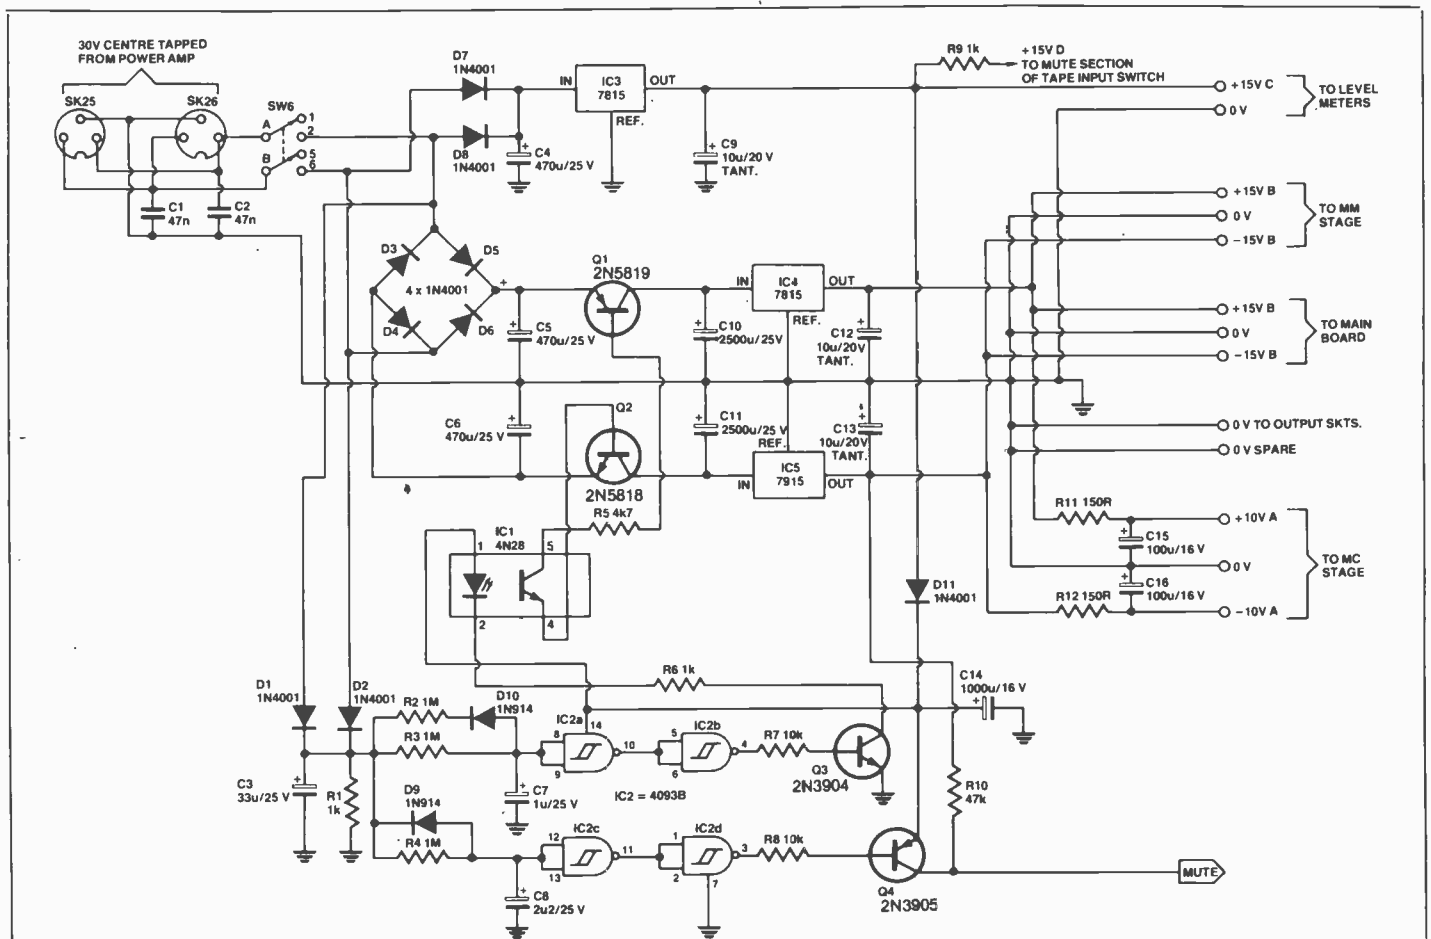 30V CENTRE TAPPED
FROM POWER AMP
SK25
SK26
SW6
A
B
1
2
5
6
C1
47n
C2
47n
D7
1N4001
D8
1N4001
C4
470u/25 V
IN
IC3
7815
OUT
REF.
C9
10u/20 V
TANT.
R9 1k
+15V D
TO MUTE SECTION
OF TAPE INPUT SWITCH
+15V C
0 V
TO LEVEL
METERS
+15V B
0 V
−15V B
TO MM
STAGE
D3
D5
4 x 1N4001
D4
D6
+
C5
470u/25 V
Q1
2N5819
C10
2500u/25V
IN
IC4
7815
OUT
REF.
C12
10u/20V
TANT.
+15V B
0 V
−15V B
TO MAIN
BOARD
C6
470u/25 V
Q2
2N5818
C11
2500u/25 V
REF.
C13
10u/20V
TANT.
IN
IC5
7915
OUT
0 V TO OUTPUT SKTS.
0 V SPARE
R5 4k7
IC1
4N28
1
5
2
4
R11 150R
+10V A
C15
100u/16 V
0 V
TO MC
STAGE
C16
100u/16 V
R12 150R
−10V A
D11
1N4001
R6 1k
C14
1000u/16 V
D1
1N4001
D2
1N4001
R2 1M
D10
1N914
R3 1M
IC2a
14
8
9
10
IC2b
5
6
4
R7 10k
Q3
2N3904
C3
33u/25 V
R1
1k
D9
1N914
R4 1M
C7
1u/25 V
IC2 = 4093B
R10
47k
IC2c
12
13
11
IC2d
1
2
3
7
R8 10k
Q4
2N3905
C8
2u2/25 V
MUTE